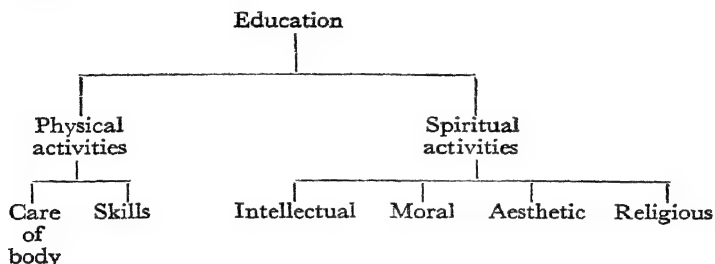 Education
Physical
activities
Spiritual
activities
Care
of
body
Skills
Intellectual
Moral
Aesthetic
Religious